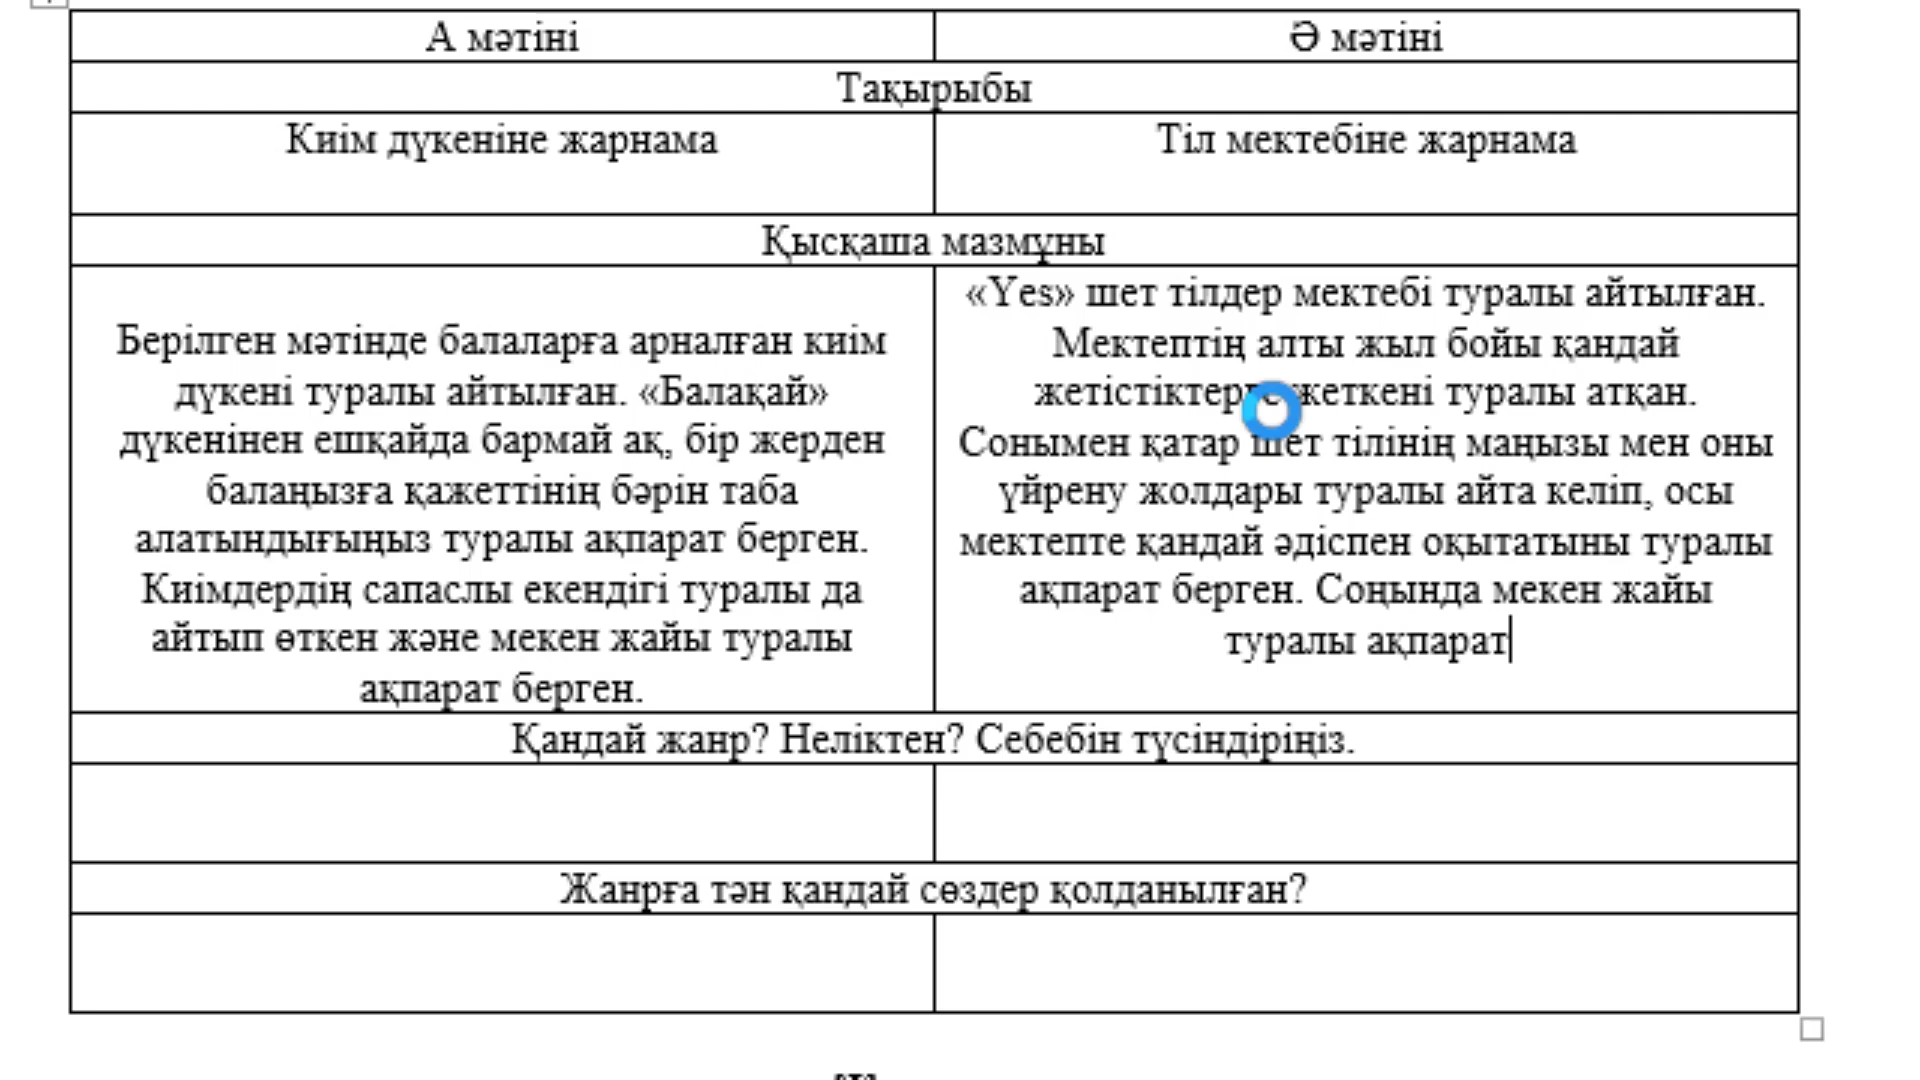 А мәтіні
Ә мәтіні
Тақырыбы
Киім дүкеніне жарнама
Тіл мектебіне жарнама
Қысқаша мазмұны
Берілген мәтінде балаларға арналған киім
дүкені туралы айтылған. «Балақай»
дүкенінен ешқайда бармай ақ, бір жерден
балаңызға қажеттінің бәрін таба
алатындығыңыз туралы ақпарат берген.
Киімдердің сапаслы екендігі туралы да
айтып өткен және мекен жайы туралы
ақпарат берген.
«Yes» шет тілдер мектебі туралы айтылған.
Мектептің алты жыл бойы қандай
жетістіктерге жеткені туралы атқан.
Сонымен қатар шет тілінің маңызы мен оны
үйрену жолдары туралы айта келіп, осы
мектепте қандай әдіспен оқытатыны туралы
ақпарат берген. Соңында мекен жайы
туралы ақпарат
Қандай жанр? Неліктен? Себебін түсіндіріңіз.
Жанрға тән қандай сөздер қолданылған?